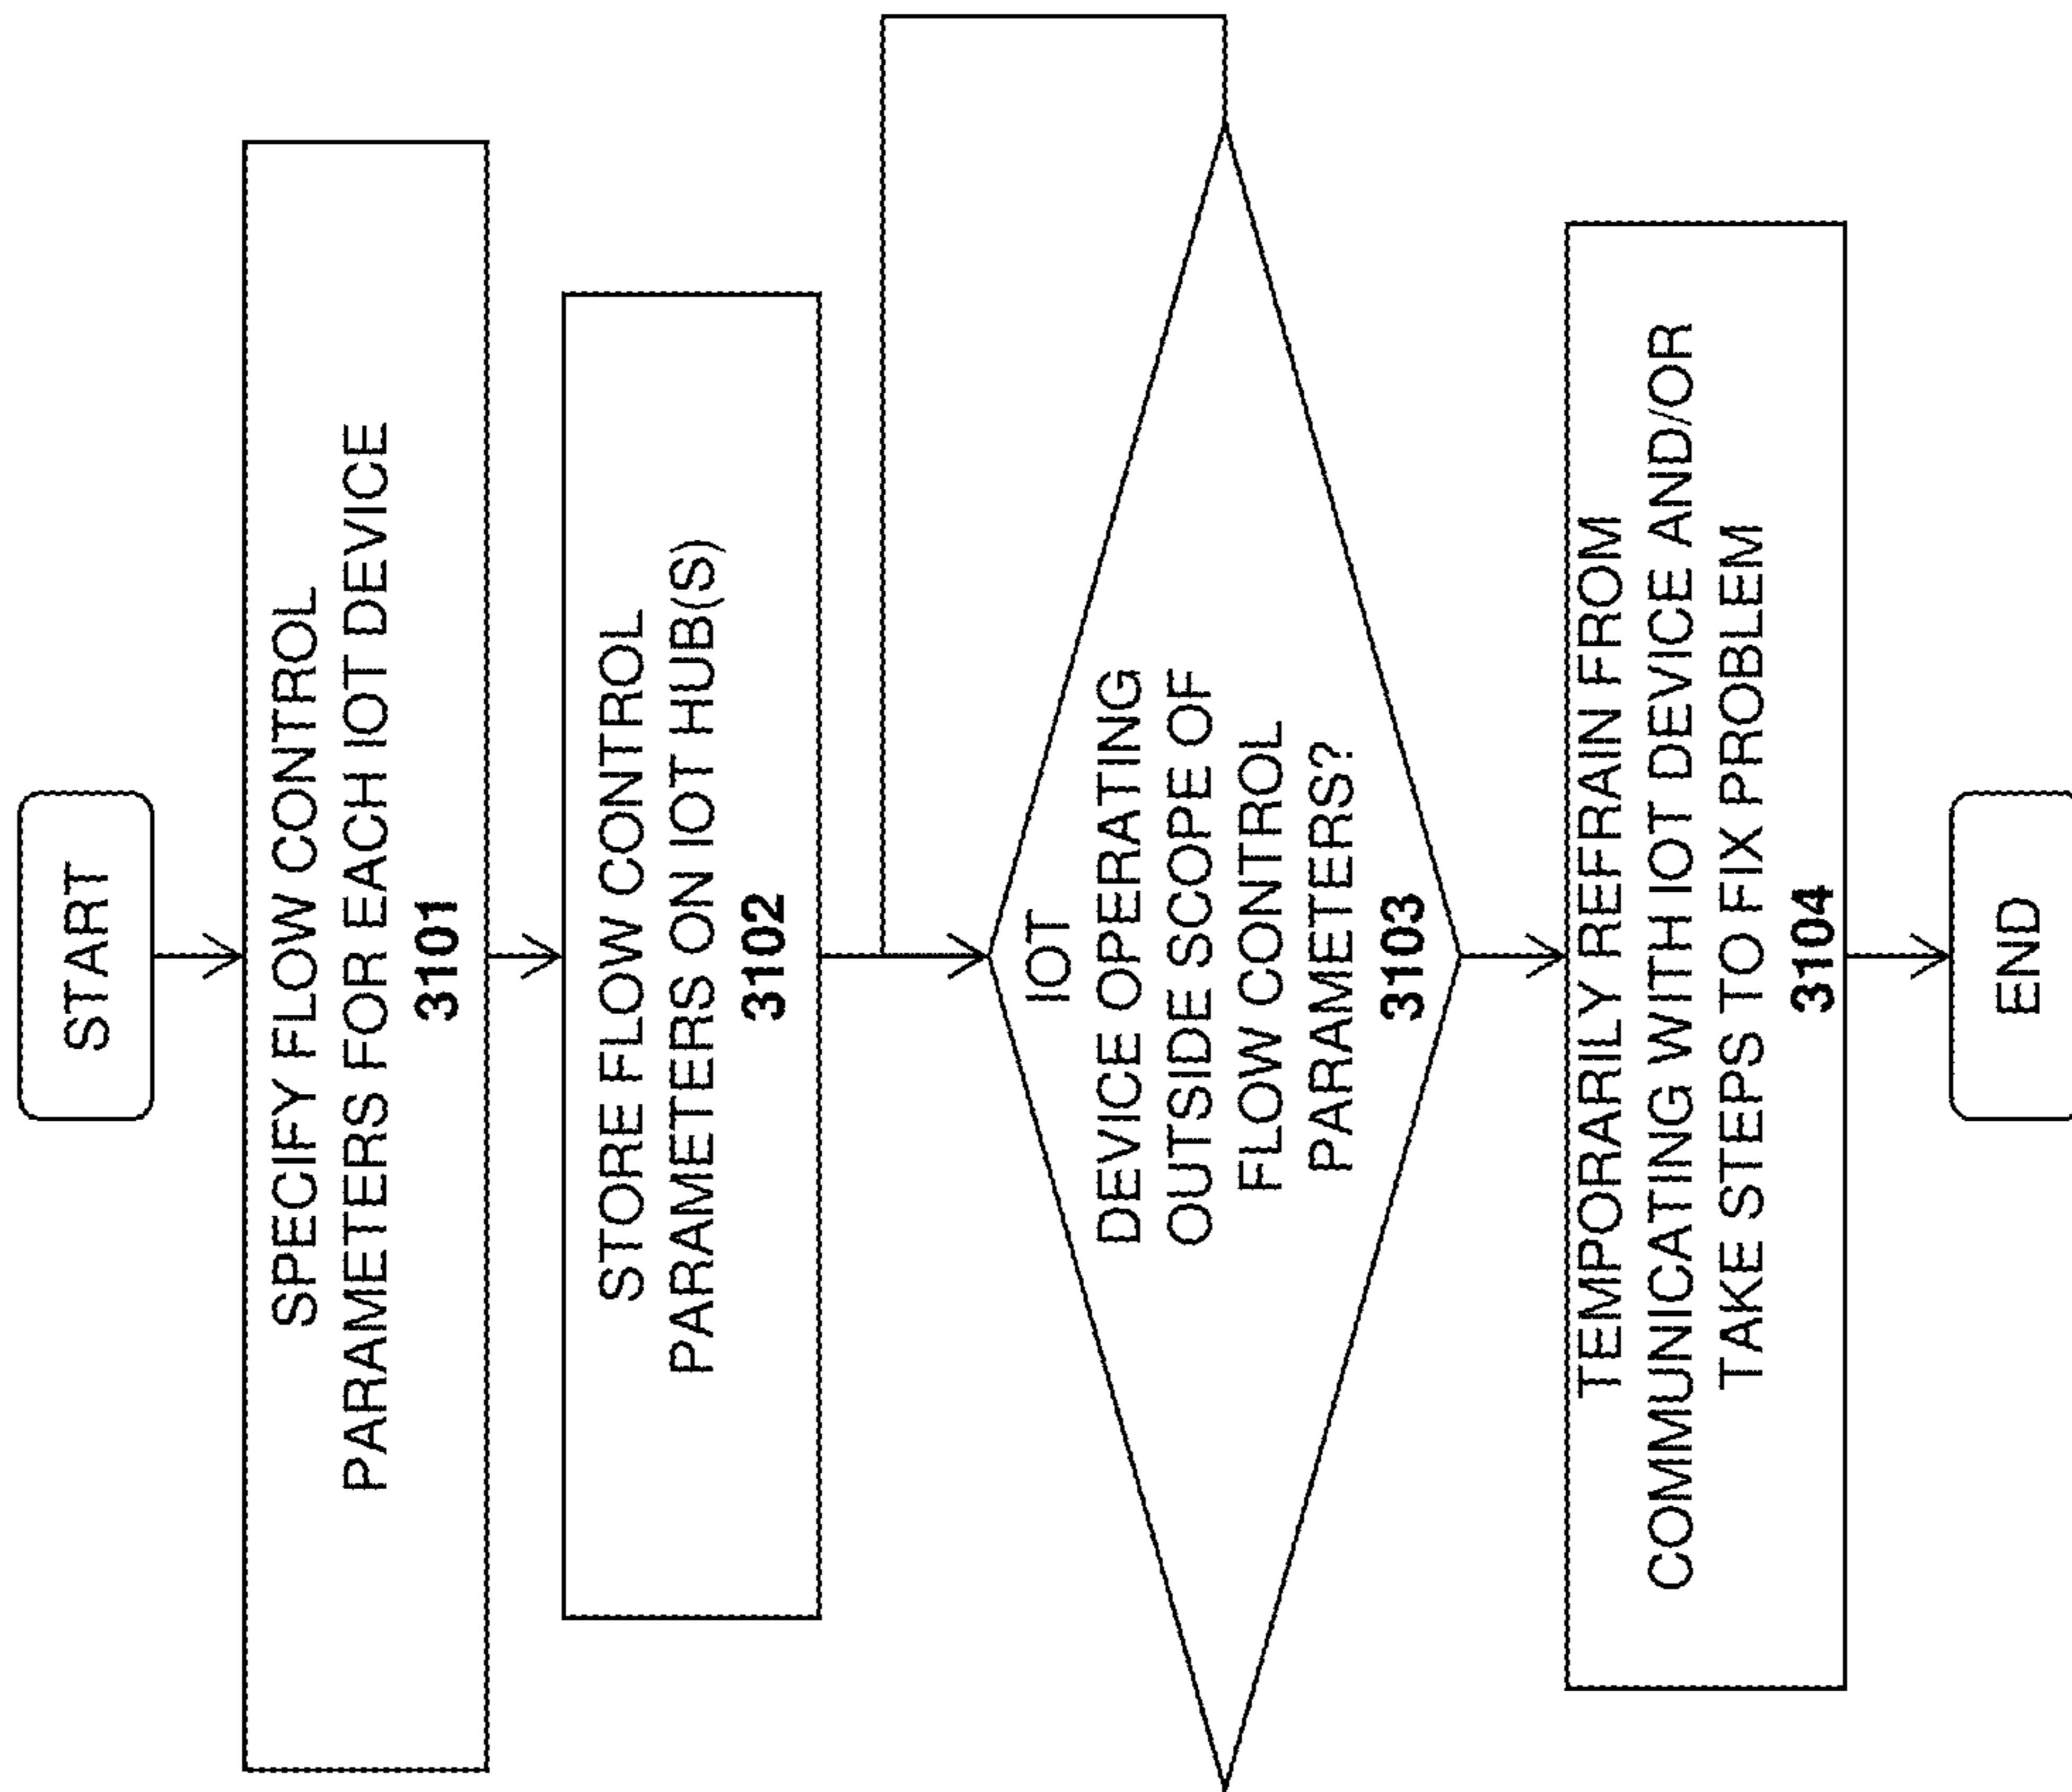 START
SPECIFY FLOW CONTROL
PARAMETERS FOR EACH IOT DEVICE
3101
STORE FLOW CONTROL
PARAMETERS ON IOT HUB(S)
3102
IOT
DEVICE OPERATING
OUTSIDE SCOPE OF
FLOW CONTROL
PARAMETERS?
3103
TEMPORARILY REFRAIN FROM
COMMUNICATING WITH IOT DEVICE AND/OR
TAKE STEPS TO FIX PROBLEM
3104
END